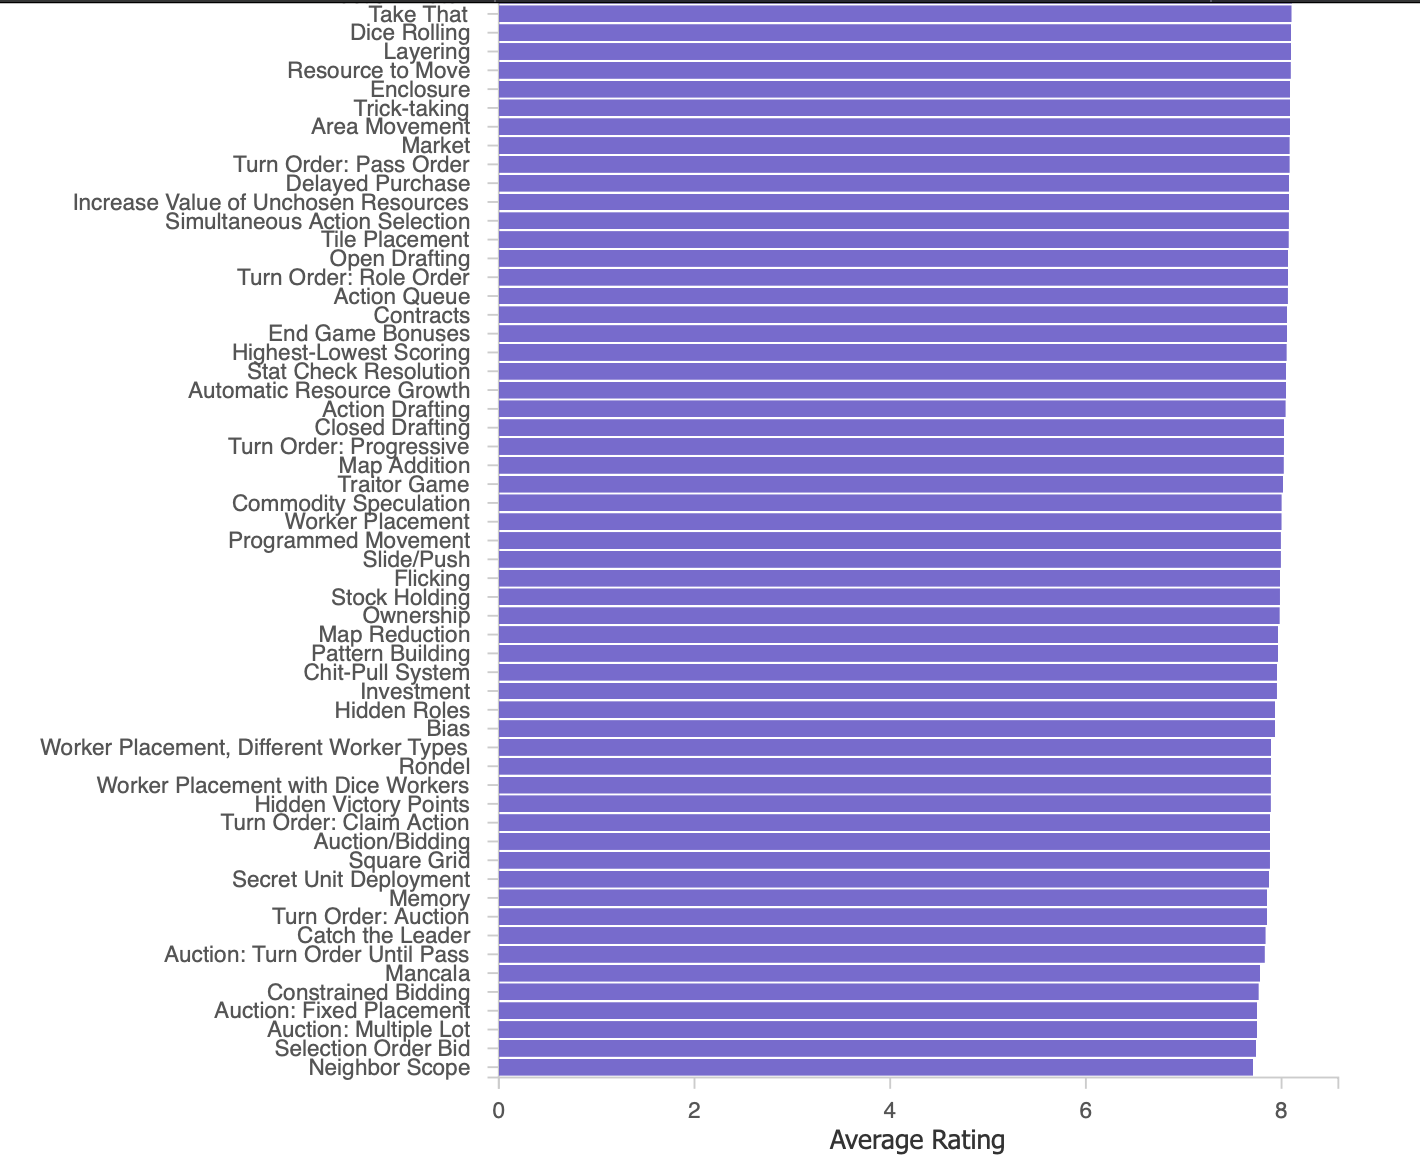 Take That
Dice Rolling
Layering
Resource to Move
Enclosure
Trick-taking
Area Movement
Market
Turn Order: Pass Order
Delayed Purchase
Increase Value of Unchosen Resources
Simultaneous Action Selection
Tile Placement
Open Drafting
Turn Order: Role Order
Action Queue
Contracts
End Game Bonuses
Highest-Lowest Scoring
Stat Check Resolution
Automatic Resource Growth
Action Drafting
Closed Drafting
Turn Order: Progressive
Map Addition
Traitor Game
Commodity Speculation
Worker Placement
Programmed Movement
Slide/Push
Flicking
Stock Holding
Ownership
Map Reduction
Pattern Building
Chit-Pull System
Investment
Hidden Roles
Bias
Worker Placement, Different Worker Types
Rondel
Worker Placement with Dice Workers
Hidden Victory Points
Turn Order: Claim Action
Auction/Bidding
Square Grid
Secret Unit Deployment
Memory
Turn Order: Auction
Catch the Leader
Auction: Turn Order Until Pass
Mancala
Constrained Bidding
Auction: Fixed Placement
Auction: Multiple Lot
Selection Order Bid
Neighbor Scope
0 2 4 6 8
Average Rating